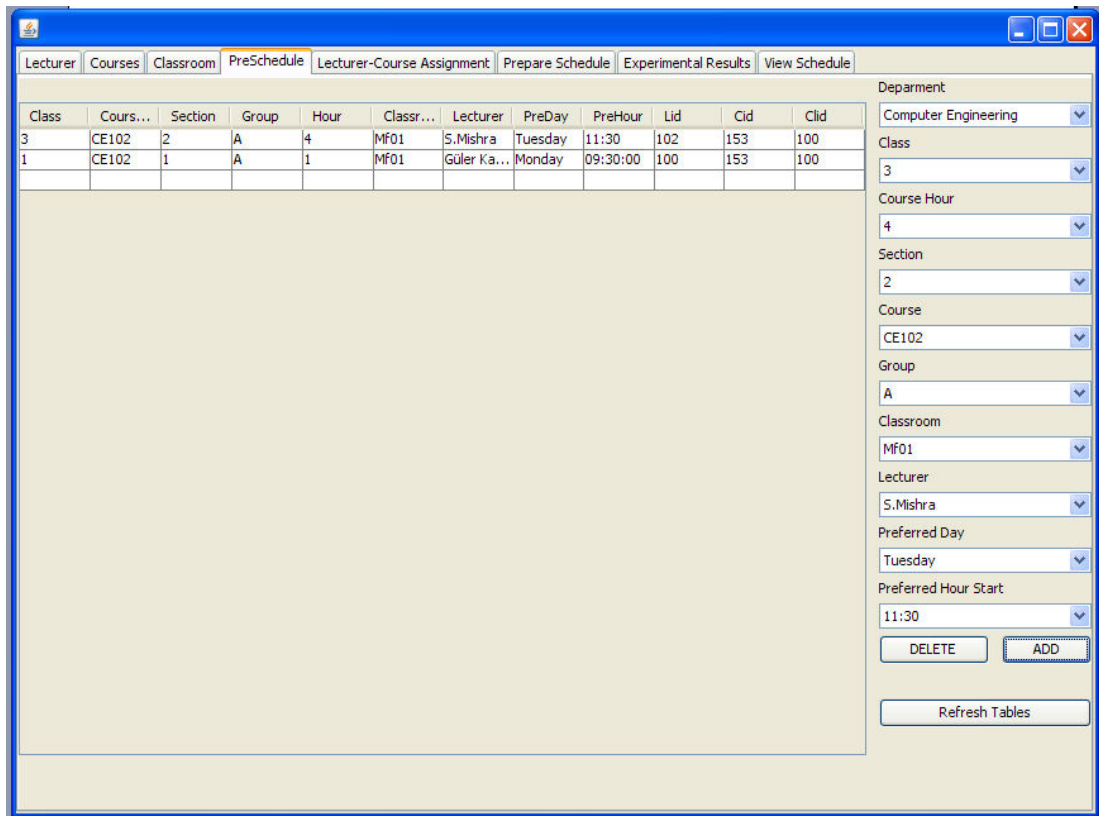 Lecturer Courses Classroom PreSchedule Lecturer-Course Assignment Prepare Schedule Experimental Results View Schedule
Class Cours... Section Group Hour Classr... Lecturer PreDay PreHour Lid Cid Clid
3 CE102 2 A 4 Mf01 S.Mishra Tuesday 11:30 102 153 100
1 CE102 1 A 1 Mf01 Güler Ka... Monday 09:30:00 100 153 100
Deparment
Computer Engineering
Class
3
Course Hour
4
Section
2
Course
CE102
Group
A
Classroom
Mf01
Lecturer
S.Mishra
Preferred Day
Tuesday
Preferred Hour Start
11:30
DELETE ADD
Refresh Tables